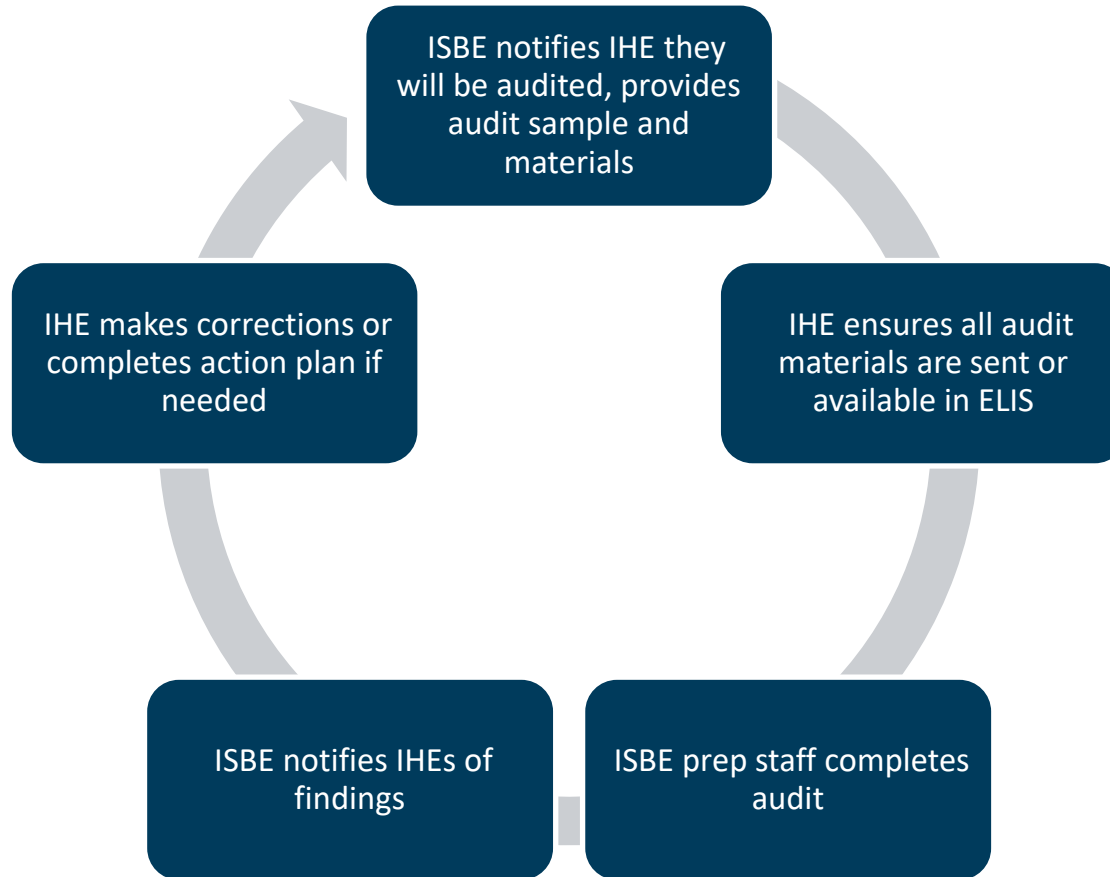 ISBE notifies IHE they
will be audited, provides
audit sample and
materials
IHE ensures all audit
materials are sent or
available in ELIS
ISBE prep staff completes
audit
ISBE notifies IHEs of
findings
IHE makes corrections or
completes action plan if
needed